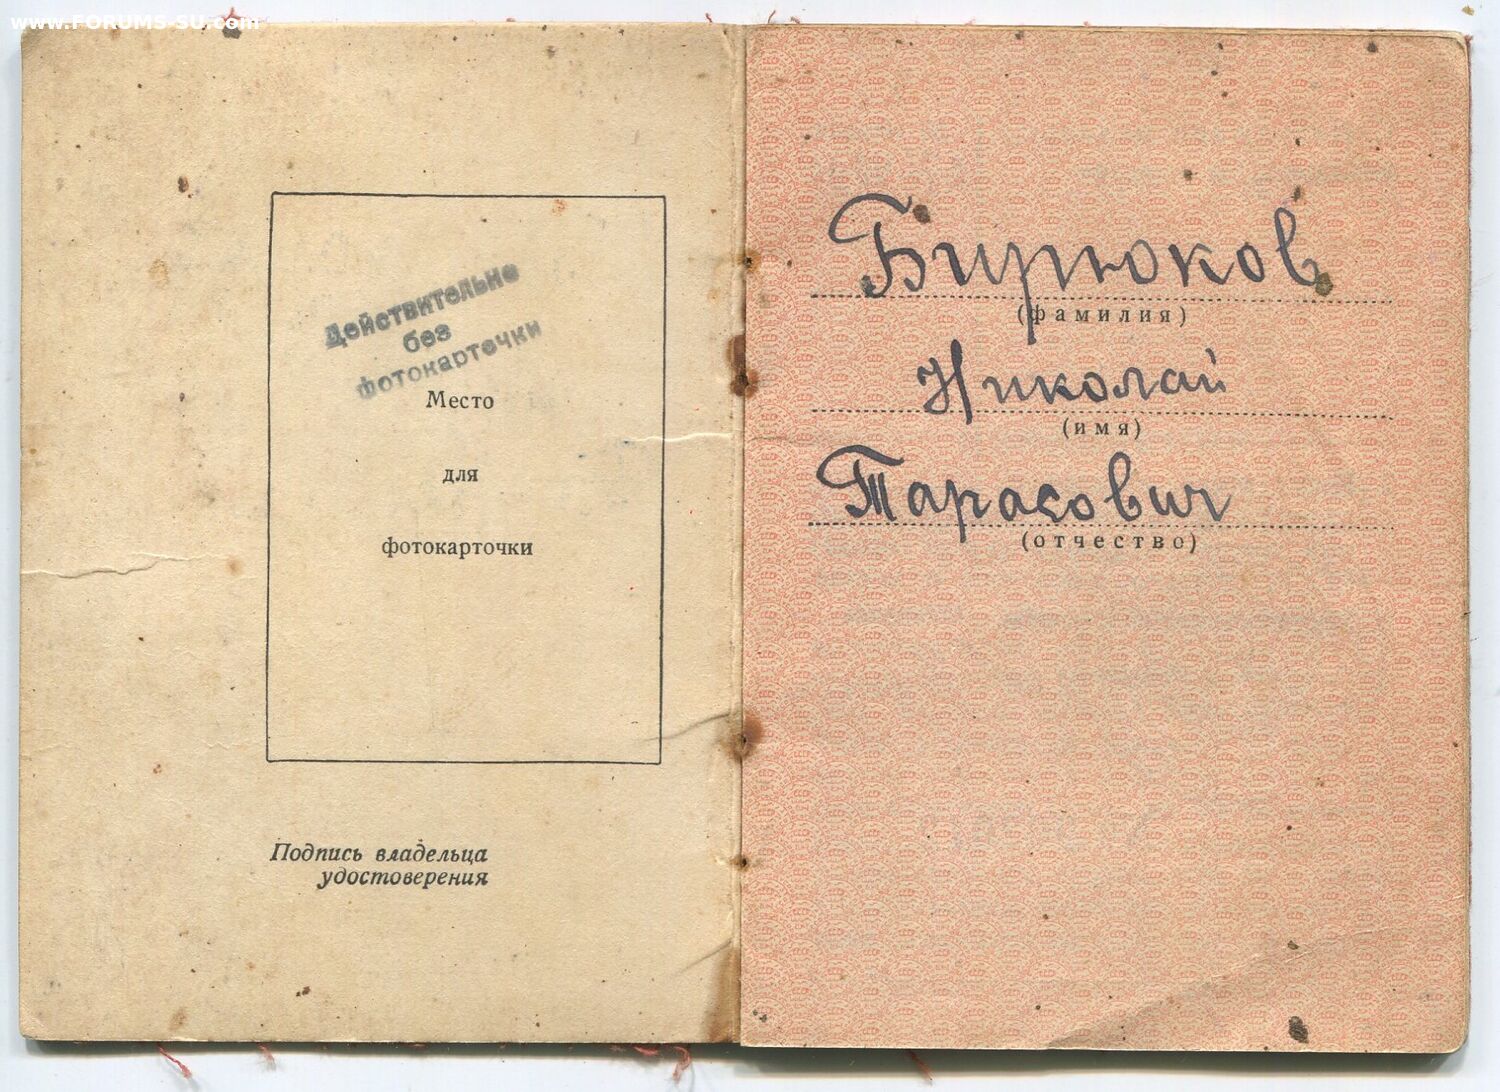 www.FORUMS-SU.com
Действительно
без
фотокарточки
Место
для
фотокарточки
Подпись владельца
удостоверения
Бирюков
(фамилия)
Николай
(имя)
Тарасович
(отчество)